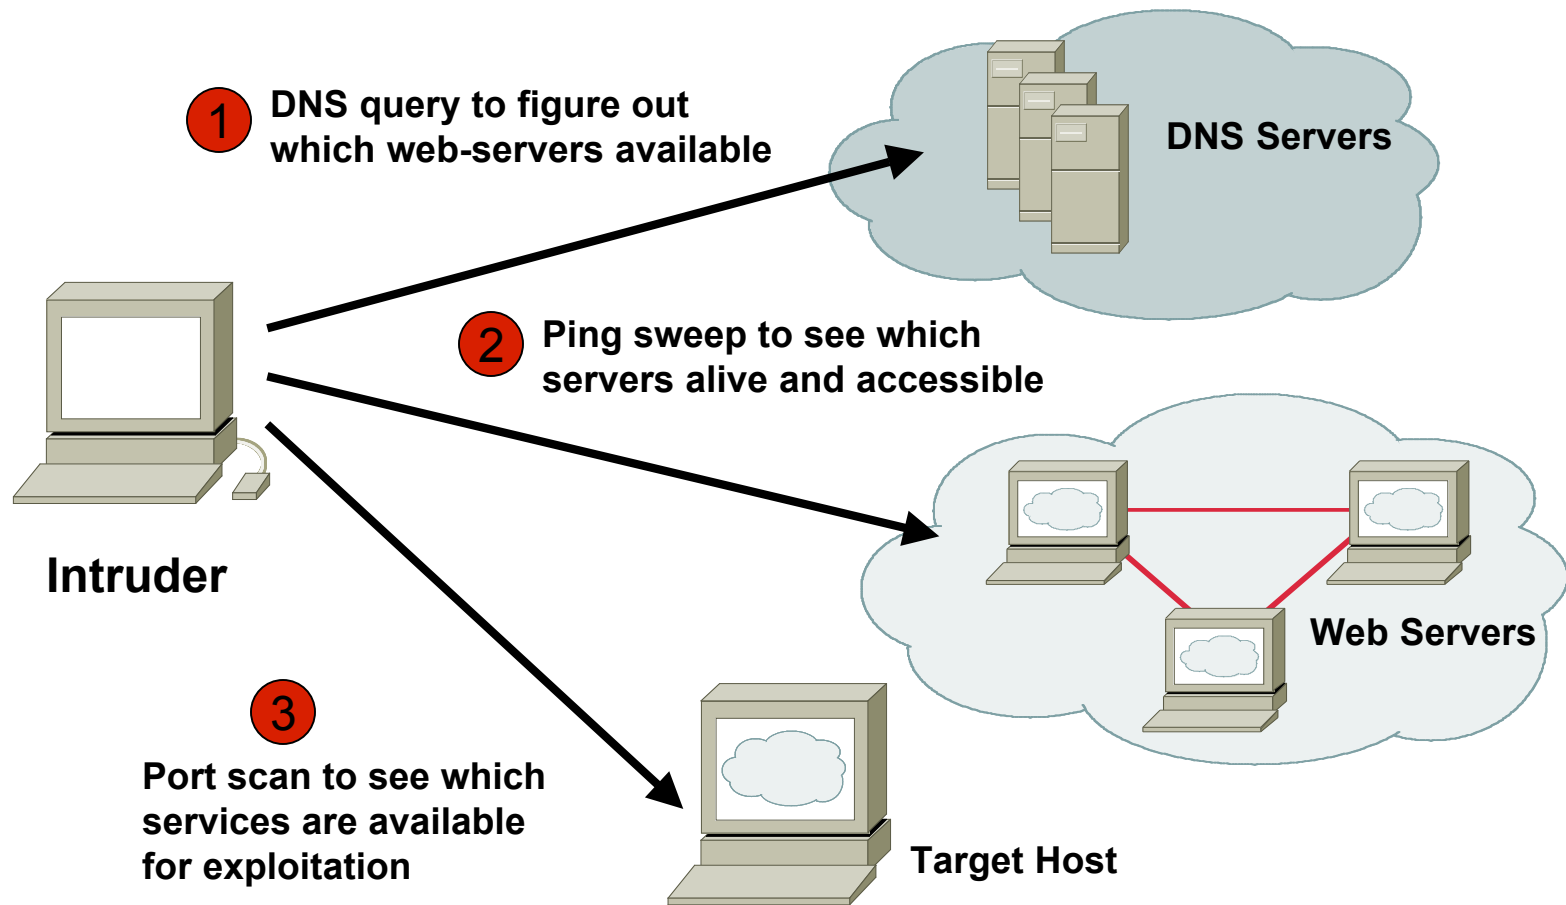 1
DNS query to figure out
which web-servers available
DNS Servers
2
Ping sweep to see which
servers alive and accessible
Intruder
Web Servers
3
Port scan to see which
services are available
for exploitation
Target Host